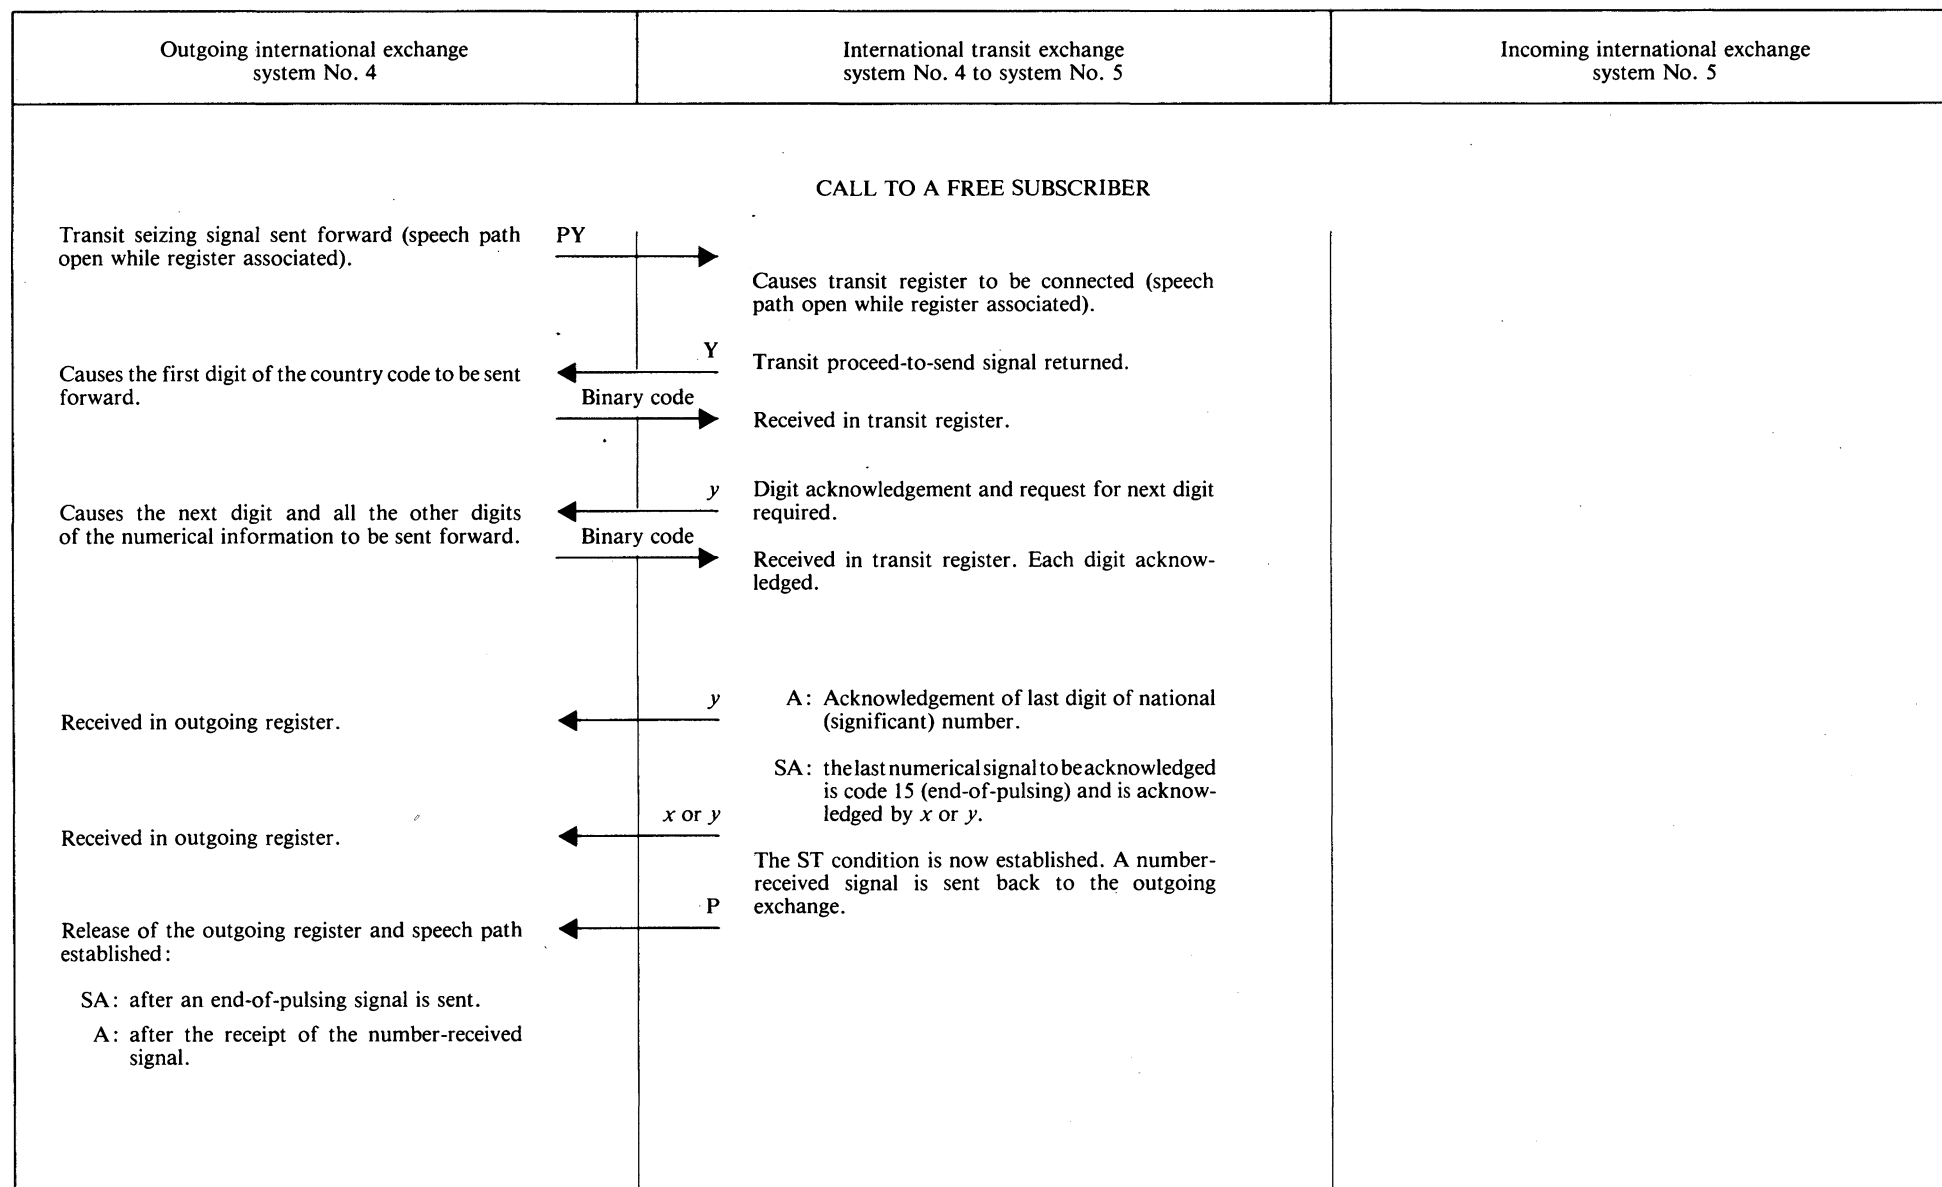 Outgoing international exchange
system No. 4
International transit exchange
system No. 4 to system No. 5
Incoming international exchange
system No. 5
CALL TO A FREE SUBSCRIBER
Transit seizing signal sent forward (speech path
open while register associated).
PY
Causes transit register to be connected (speech
path open while register associated).
Y
Transit proceed-to-send signal returned.
Causes the first digit of the country code to be sent
forward.
Binary code
Received in transit register.
y
Digit acknowledgement and request for next digit
required.
Causes the next digit and all the other digits
of the numerical information to be sent forward.
Binary code
Received in transit register. Each digit acknow-
ledged.
y
A: Acknowledgement of last digit of national
(significant) number.
Received in outgoing register.
SA: the last numerical signal to be acknowledged
is code 15 (end-of-pulsing) and is acknow-
ledged by x or y.
x or y
Received in outgoing register.
The ST condition is now established. A number-
received signal is sent back to the outgoing
exchange.
P
Release of the outgoing register and speech path
established:
SA: after an end-of-pulsing signal is sent.
A: after the receipt of the number-received
signal.